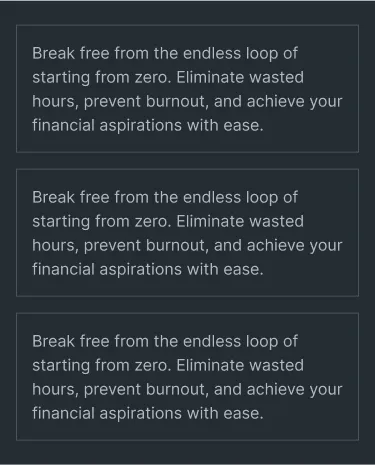 Break free from the endless loop of
starting from zero. Eliminate wasted
hours, prevent burnout, and achieve your
financial aspirations with ease.
Break free from the endless loop of
starting from zero. Eliminate wasted
hours, prevent burnout, and achieve your
financial aspirations with ease.
Break free from the endless loop of
starting from zero. Eliminate wasted
hours, prevent burnout, and achieve your
financial aspirations with ease.